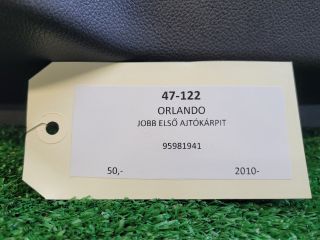 47-122
ORLANDO
JOBB ELSŐ AJTÓKÁRPIT
95981941
50,- 2010-